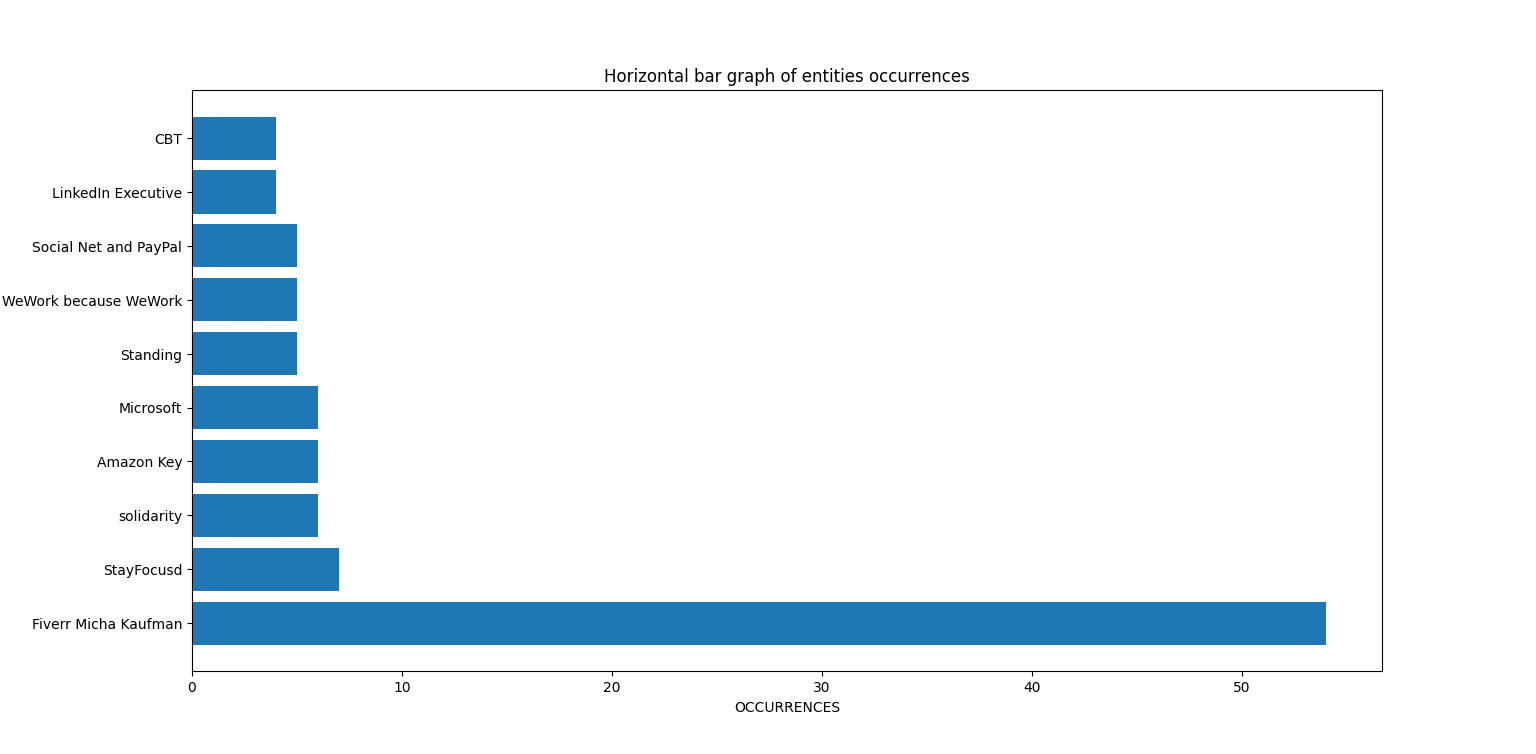 Horizontal bar graph of entities occurrences
CBT
LinkedIn Executive
Social Net and PayPal
WeWork because WeWork
Standing
Microsoft
Amazon Key
solidarity
StayFocusd
Fiverr Micha Kaufman
0 10 20 30 40 50
OCCURRENCES